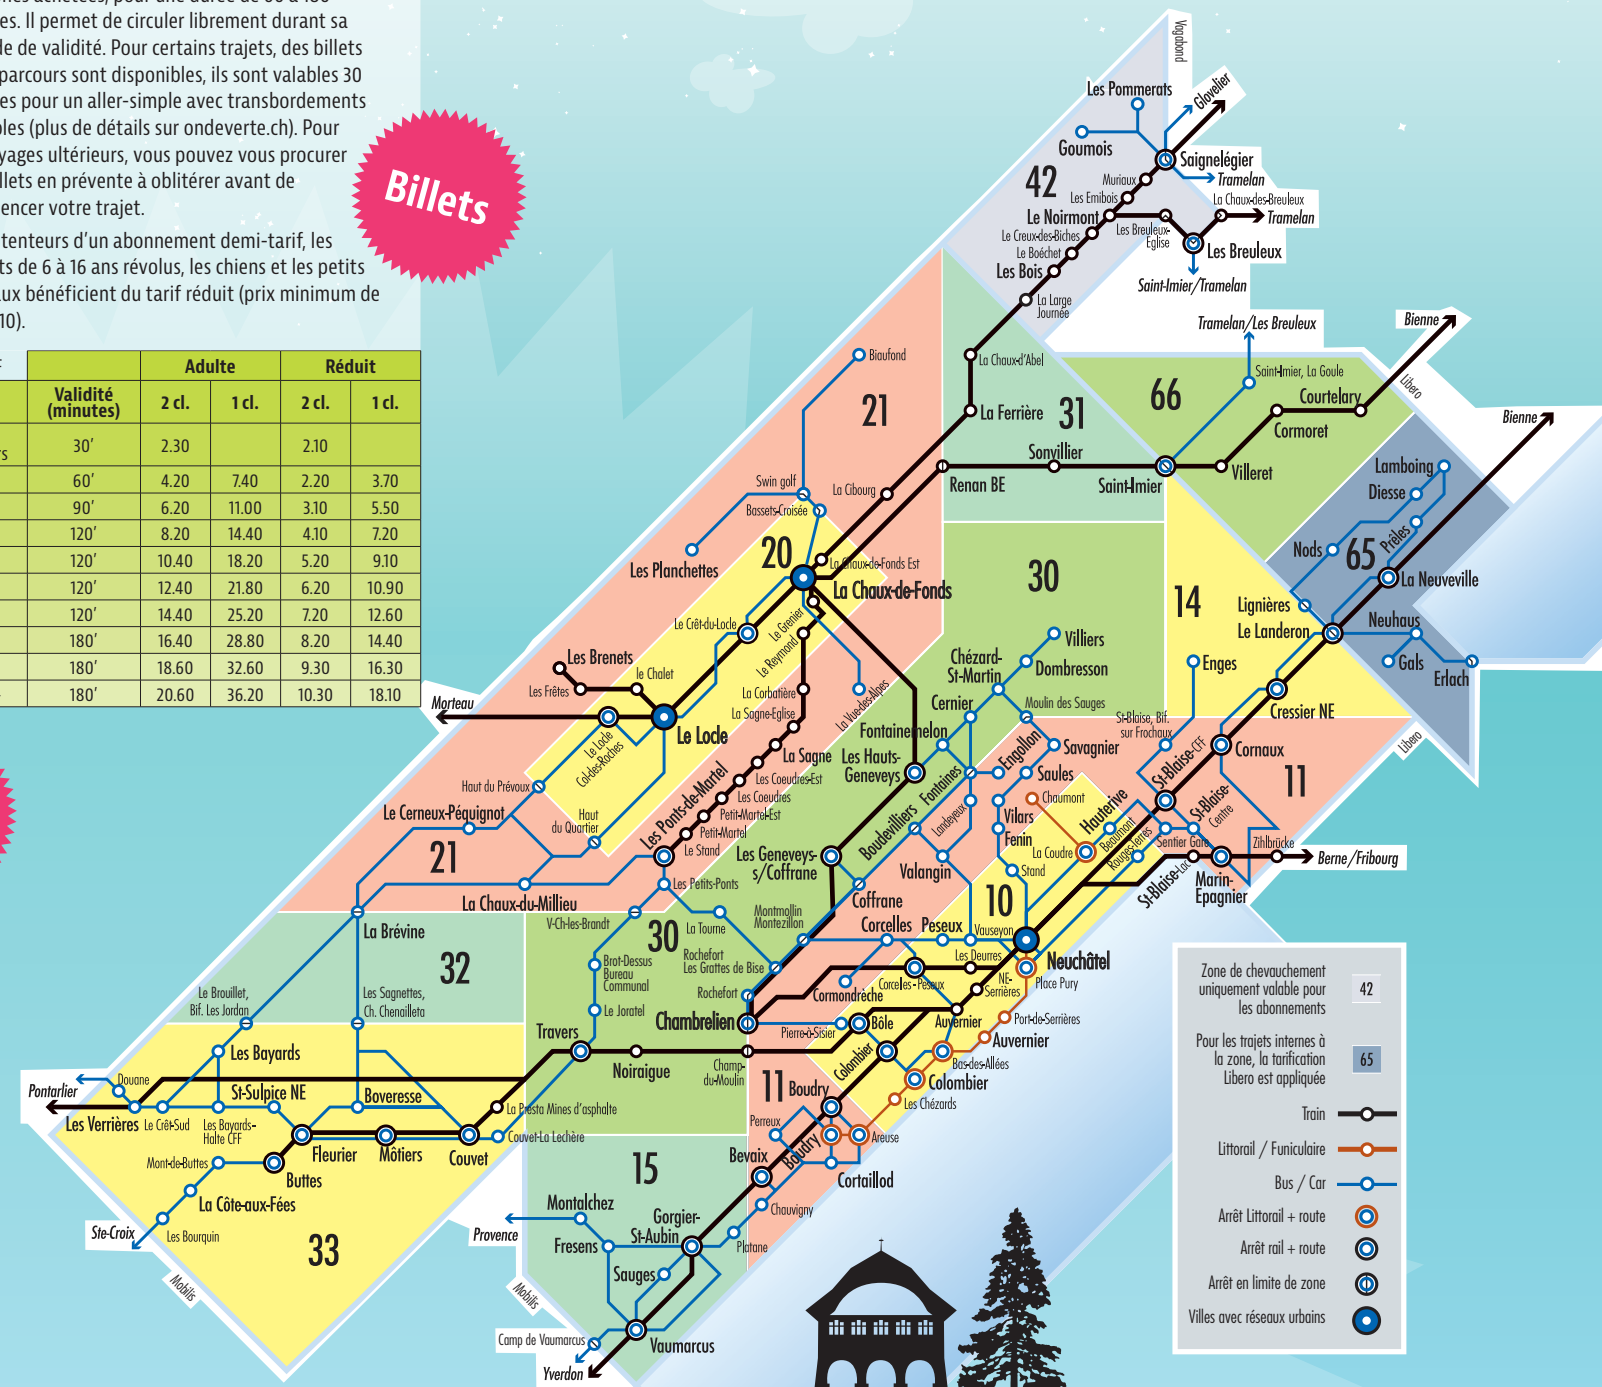 es. Il permet de circuler librement durant sa
de de validité. Pour certains trajets, des billets
parcours sont disponibles, ils sont valables 30
es pour un aller-simple avec transbordements
bles (plus de détails sur ondeverte.ch). Pour
yages ultérieurs, vous pouvez vous procurer
llets en prévente à oblitérer avant de
encer votre trajet.
tenteurs d'un abonnement demi-tarif, les
ts de 6 à 16 ans révolus, les chiens et les petits
aux bénéficient du tarif réduit (prix minimum de
10).
Billets
Adulte Réduit
Validité (minutes) 2 cl. 1 cl. 2 cl. 1 cl.
30' 2.30 2.10
60' 4.20 7.40 2.20 3.70
90' 6.20 11.00 3.10 5.50
120' 8.20 14.40 4.10 7.20
120' 10.40 18.20 5.20 9.10
120' 12.40 21.80 6.20 10.90
120' 14.40 25.20 7.20 12.60
180' 16.40 28.80 8.20 14.40
180' 18.60 32.60 9.30 16.30
180' 20.60 36.20 10.30 18.10
Vagabond
Les Pommerats
Glovelier
Goumois
Saignelégier
42
Muriaux
Tramelan
Les Emibois
La Chaux-des-Breuleux
Le Noirmont
Tramelan
Le Creux-des-Biches
Les Breuleux-
Eglise
Le Boéchet
Les Breuleux
Les Bois
Saint-Imier/Tramelan
La Large
Journée
Tramelan/Les Breuleux
Bienne
Biaufond
La Chaux-d'Abel
Saint-Imier, La Goule
Libero
21
La Ferrière
31
66
Courtelary
Bienne
Cormoret
Sonvillier
Lamboing
Swin golf
La Cibourg
Renan BE
Saint-Imier
Villeret
Diesse
Bassets-Croisée
Prêles
Les Planchettes
20
La Chaux-de-Fonds Est
Nods
65
La Chaux-de-Fonds
30
14
La Neuveville
Le Grenier
Lignières
Neuhaus
Le Crêt-du-Locle
Le Reymond
Villiers
Le Landeron
Les Brenets
le Chalet
Chézard-
St-Martin
Dombresson
Enges
Gals
Erlach
Les Frêtes
La Corbatière
La Vue-des-Alpes
Cernier
Moulin des Sauges
Cressier NE
Morteau
La Sagne-Eglise
Fontainemelon
St-Blaise, Bif.
sur Frochaux
Le Locle
Le Locle
Col-des-Roches
La Sagne
Les Hauts-
Geneveys
Engollon
Savagnier
St-Blaise-CFF
Cornaux
Libero
Haut du Prévoux
Les Coeudres-Est
Fontaines
Saules
11
Les Ponts-de-Martel
Les Coeudres
Landeyeux
Chaumont
Hauterive
St-Blaise-
Centre
Le Cerneux-Péquignot
Haut
du Quartier
Petit-Martel-Est
Petit-Martel
Boudevilliers
Vilars
Fenin
Beaumont
Rouges-Terres
Sentier Gare
Zihlbrücke
21
Le Stand
Les Geneveys-
s/Coffrane
Valangin
La Coudre
Stand
Berne/Fribourg
St-Blaise-Lac
Marin-
Epagnier
Les Petits-Ponts
Coffrane
10
La Chaux-du-Millieu
V-Ch-les-Brandt
Montmollin
Montezillon
La Brévine
30
La Tourne
Corcelles
Peseux
Vauseyon
32
Rochefort
Les Grattes de Bise
Les Deurres
Neuchâtel
Brot-Dessus
Bureau
Communal
Corcelles-Peseux
NE-
Serrières
Place Pury
Le Brouillet,
Bif. Les Jordan
Les Sagnettes,
Ch. Chenailleta
Rochefort
Cormondrèche
Le Joratel
Chambrelien
Travers
Pierre-à-Sisier
Bôle
Auvernier
Port-de-Serrières
Auvernier
Les Bayards
Noiraigue
Champ-
du-Moulin
Colombier
Bas-des-Allées
Colombier
Pontarlier
Douane
St-Sulpice NE
Boveresse
11
Boudry
Les Chézards
Les Verrières
Le Crêt-Sud
Les Bayards-
Halte CFF
La Presta Mines d'asphalte
Perreux
Couvet-La Lechère
Boudry
Areuse
Fleurier
Môtiers
Couvet
Mont-de-Buttes
Buttes
15
Bevaix
Cortaillod
La Côte-aux-Fées
Montalchez
Gorgier-
St-Aubin
Chauvigny
Ste-Croix
Les Bourquin
Provence
Fresens
Platane
33
Sauges
Mobilis
Mobilis
Camp de Vaumarcus
Vaumarcus
Yverdon
Zone de chevauchement
uniquement valable pour
les abonnements
42
Pour les trajets internes à
la zone, la tarification
Libero est appliquée
65
Train
Littorail / Funiculaire
Bus / Car
Arrêt Littorail + route
Arrêt rail + route
Arrêt en limite de zone
Villes avec réseaux urbains